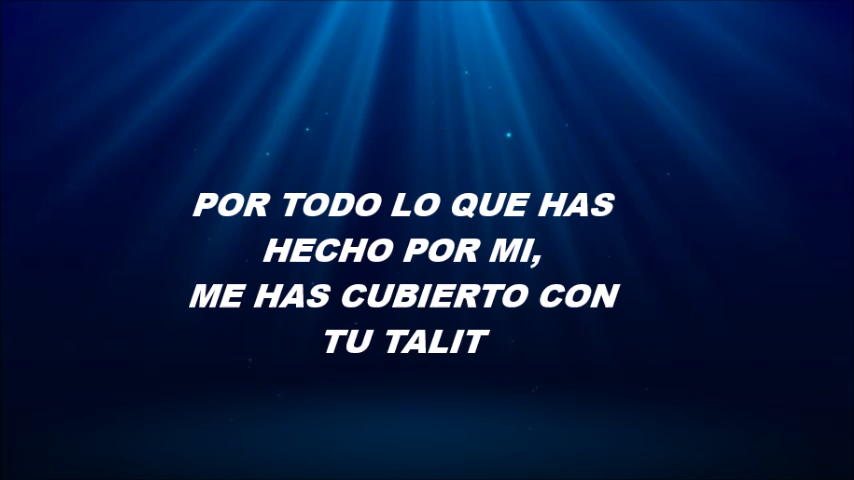 POR TODO LO QUE HAS
HECHO POR MI,
ME HAS CUBIERTO CON
TU TALIT